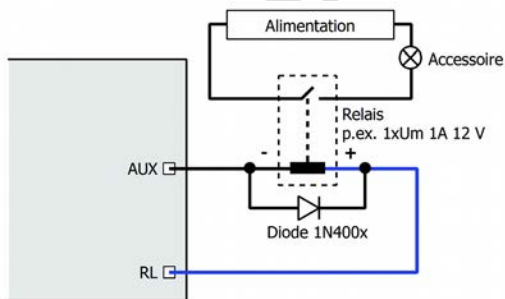 Alimentation
Accessoire
Relais
p.ex. 1xUm 1A 12 V
- +
AUX
Diode 1N400x
RL